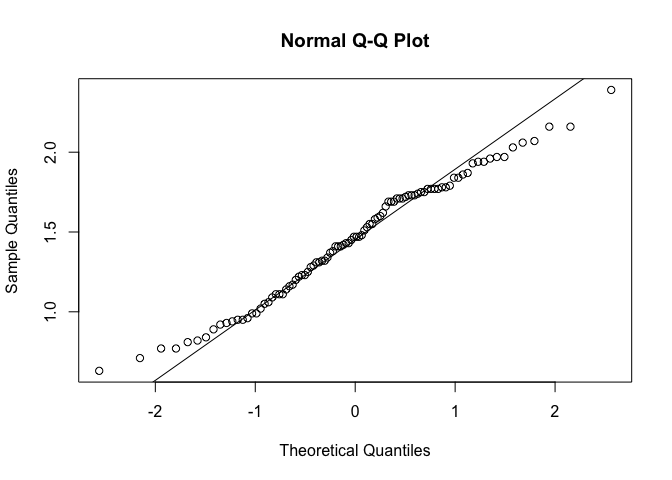 Normal Q-Q Plot
Sample Quantiles
2.0
1.5
1.0
-2 -1 0 1 2
Theoretical Quantiles